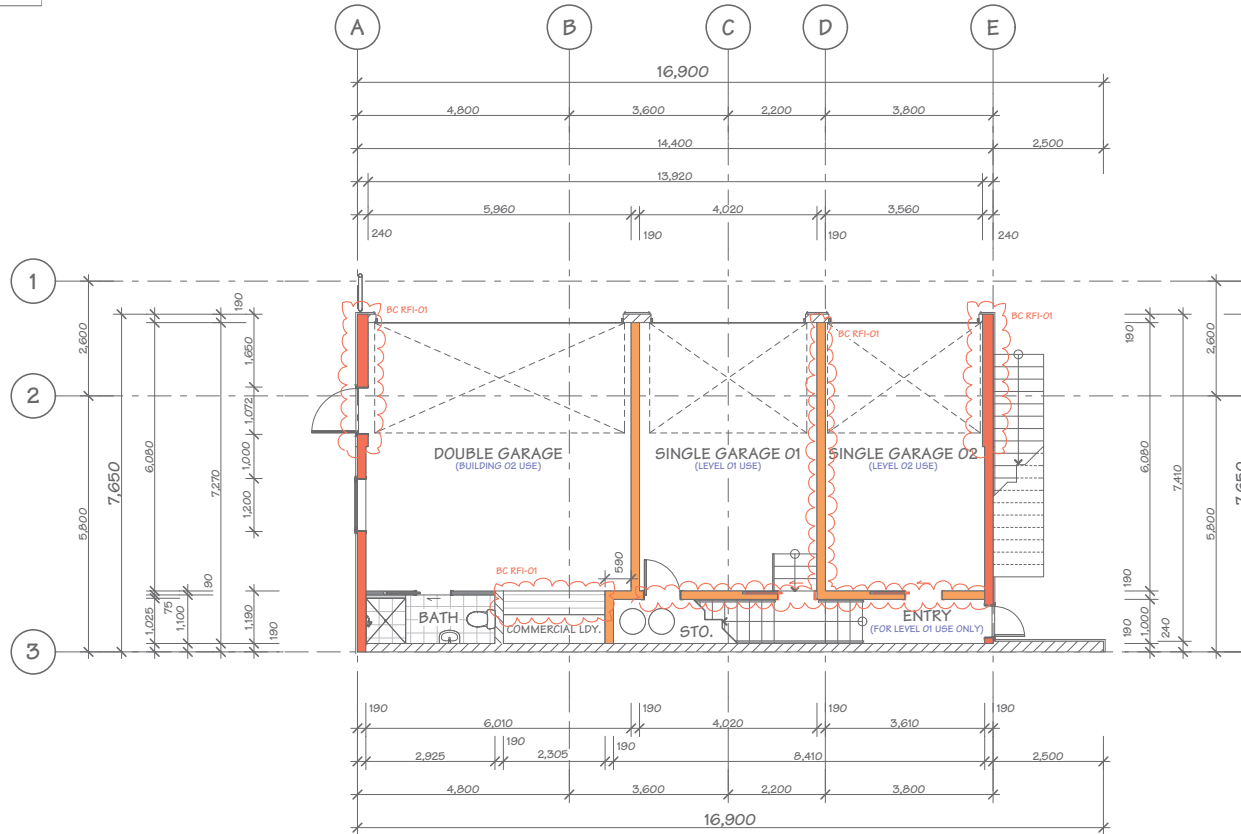 A B C D E
16,900
4,800 3,600 2,200 3,800
14,400 2,500
13,920
5,960 4,020 3,560
240 190 190 240
1
2
3
2,600
5,800
7,650
6,080
1,025
75
1,100
90
7,270
190
1,650
1,072
1,000
1,200
1,190
190
BC RFI-01
BC RFI-01
BC RFI-01
DOUBLE GARAGE
(BUILDING 02 USE)
SINGLE GARAGE 01
(LEVEL 01 USE)
SINGLE GARAGE 02
(LEVEL 02 USE)
BC RFI-01
590
BATH
COMMERCIAL LDY.
STO.
ENTRY
(FOR LEVEL 01 USE ONLY)
190
6,080
190
1,000
190
7,410
240
2,600
5,800
7,650
190 190 190 190
6,010 4,020 3,610
190 190
2,925 2,305 8,410 2,500
4,800 3,600 2,200 3,800
16,900